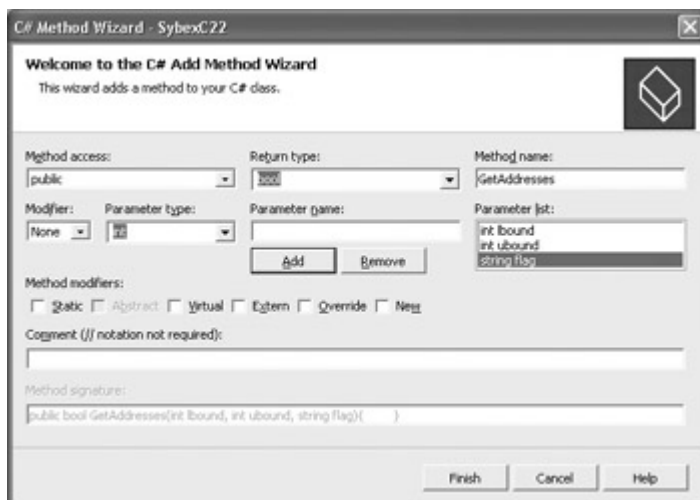 C# Method Wizard - SybexC22
Welcome to the C# Add Method Wizard
This wizard adds a method to your C# class.
Method access:
Return type:
Method name:
public
bool
GetAddresses
Modifier:
Parameter type:
Parameter name:
Parameter list:
None
int
int lbound
int ubound
string flag
Add
Remove
Method modifiers:
Static
Abstract
Virtual
Extern
Override
New
Comment (// notation not required):
Method signature:
public bool GetAddresses(int lbound, int ubound, string flag){ }
Finish
Cancel
Help